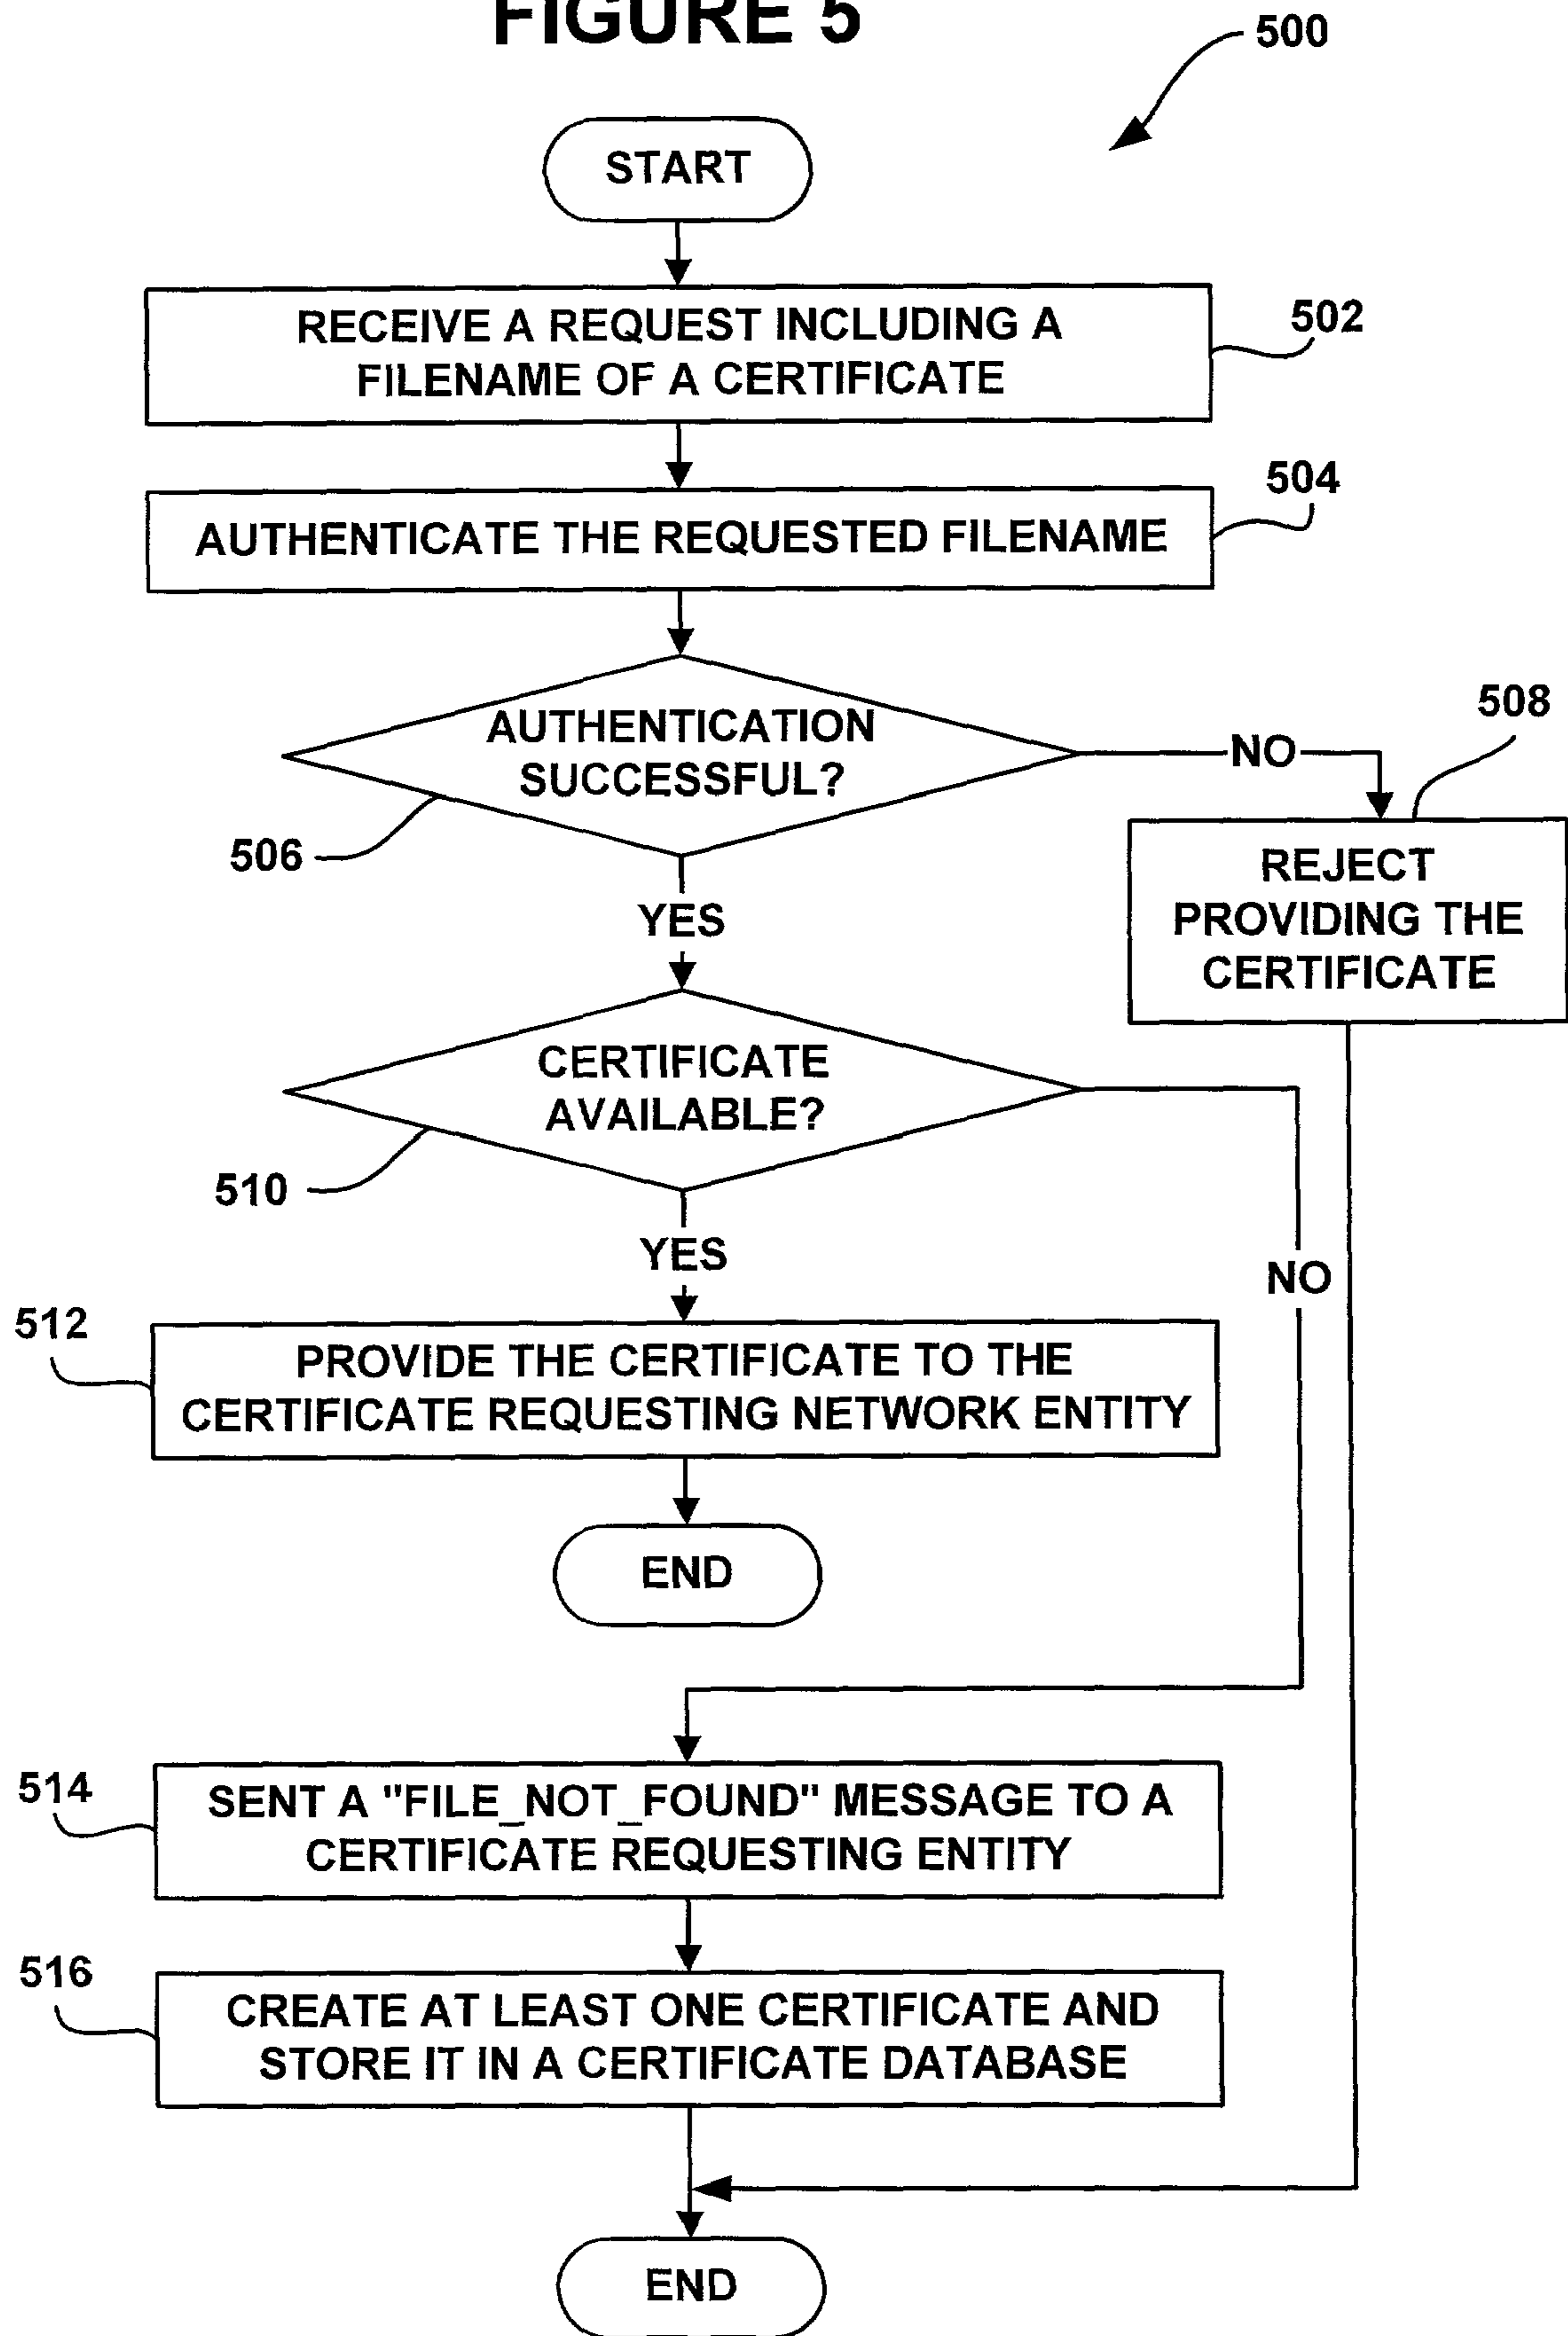 FIGURE 5
500
START
RECEIVE A REQUEST INCLUDING A
FILENAME OF A CERTIFICATE
502
504
AUTHENTICATE THE REQUESTED FILENAME
AUTHENTICATION
SUCCESSFUL?
NO
508
506
YES
REJECT
PROVIDING THE
CERTIFICATE
CERTIFICATE
AVAILABLE?
510
YES
NO
512
PROVIDE THE CERTIFICATE TO THE
CERTIFICATE REQUESTING NETWORK ENTITY
END
514
SENT A "FILE_NOT_FOUND" MESSAGE TO A
CERTIFICATE REQUESTING ENTITY
516
CREATE AT LEAST ONE CERTIFICATE AND
STORE IT IN A CERTIFICATE DATABASE
END